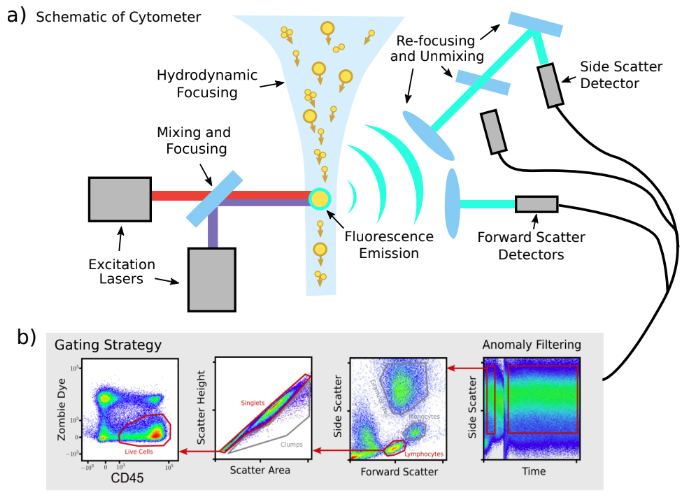 a)
Schematic of Cytometer
Hydrodynamic
Focusing
Re-focusing
and Unmixing
Side Scatter
Detector
Mixing and
Focusing
Fluorescence
Emission
Forward Scatter
Detectors
Excitation
Lasers
b)
Gating Strategy
Anomaly Filtering
Zombie Dye
Live Cells
CD45
Scatter Height
Singlets
Clumps
Scatter Area
Side Scatter
Monocytes
Lymphocytes
Forward Scatter
Side Scatter
Time